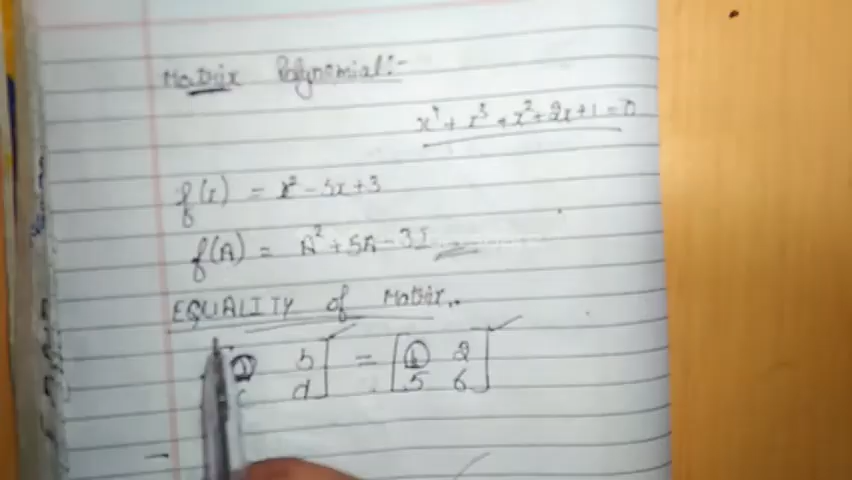 Matrix Polynomial:-
x⁴ + x³ + x² + 2x + 1 = 0
f(x) = x² - 5x + 3
f(A) = A² + 5A - 3I
EQUALITY of Matrix..
b = [① 2
c d 5 6]